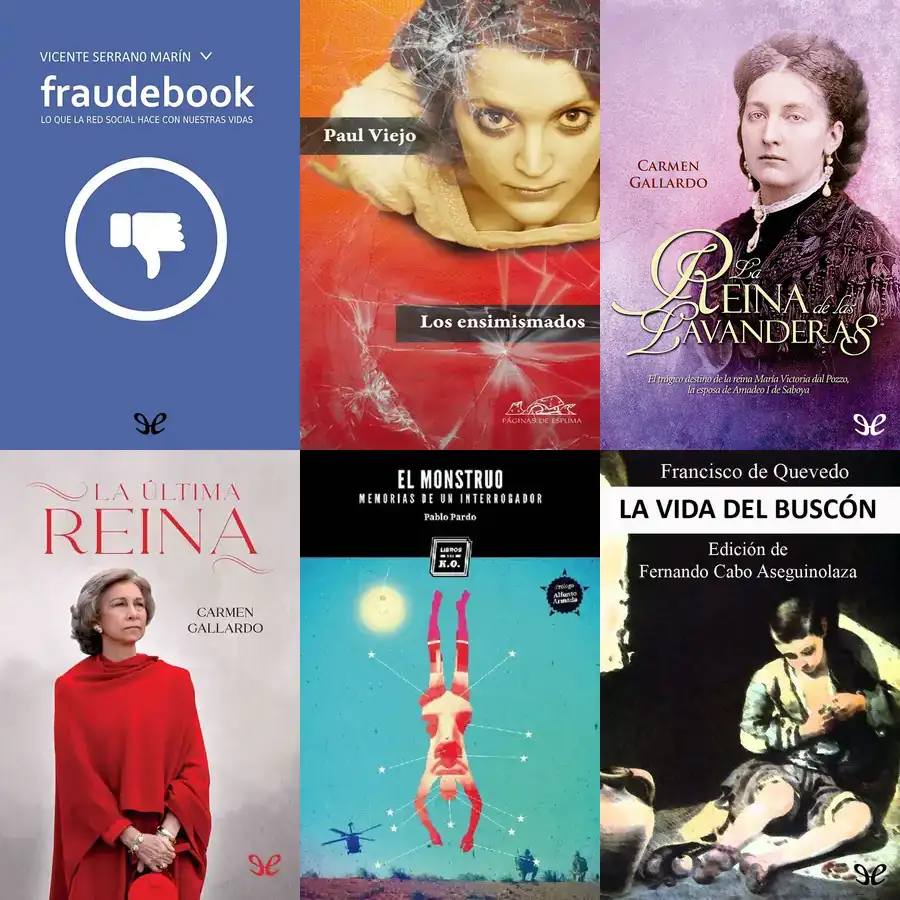 VICENTE SERRANO MARÍN
fraudebook
LO QUE LA RED SOCIAL HACE CON NUESTRAS VIDAS
Paul Viejo
Los ensimismados
PÁGINAS DE ESPUMA
CARMEN
GALLARDO
La
REINA de las
LAVANDERAS
El trágico destino de la reina María Victoria dal Pozzo,
la esposa de Amadeo I de Saboya
LA ÚLTIMA
REINA
CARMEN
GALLARDO
EL MONSTRUO
MEMORIAS DE UN INTERROGADOR
Pablo Pardo
LIBROS
DEL
K.O.
Prólogo
Alfonso
Armada
Francisco de Quevedo
LA VIDA DEL BUSCÓN
Edición de
Fernando Cabo Aseguinolaza